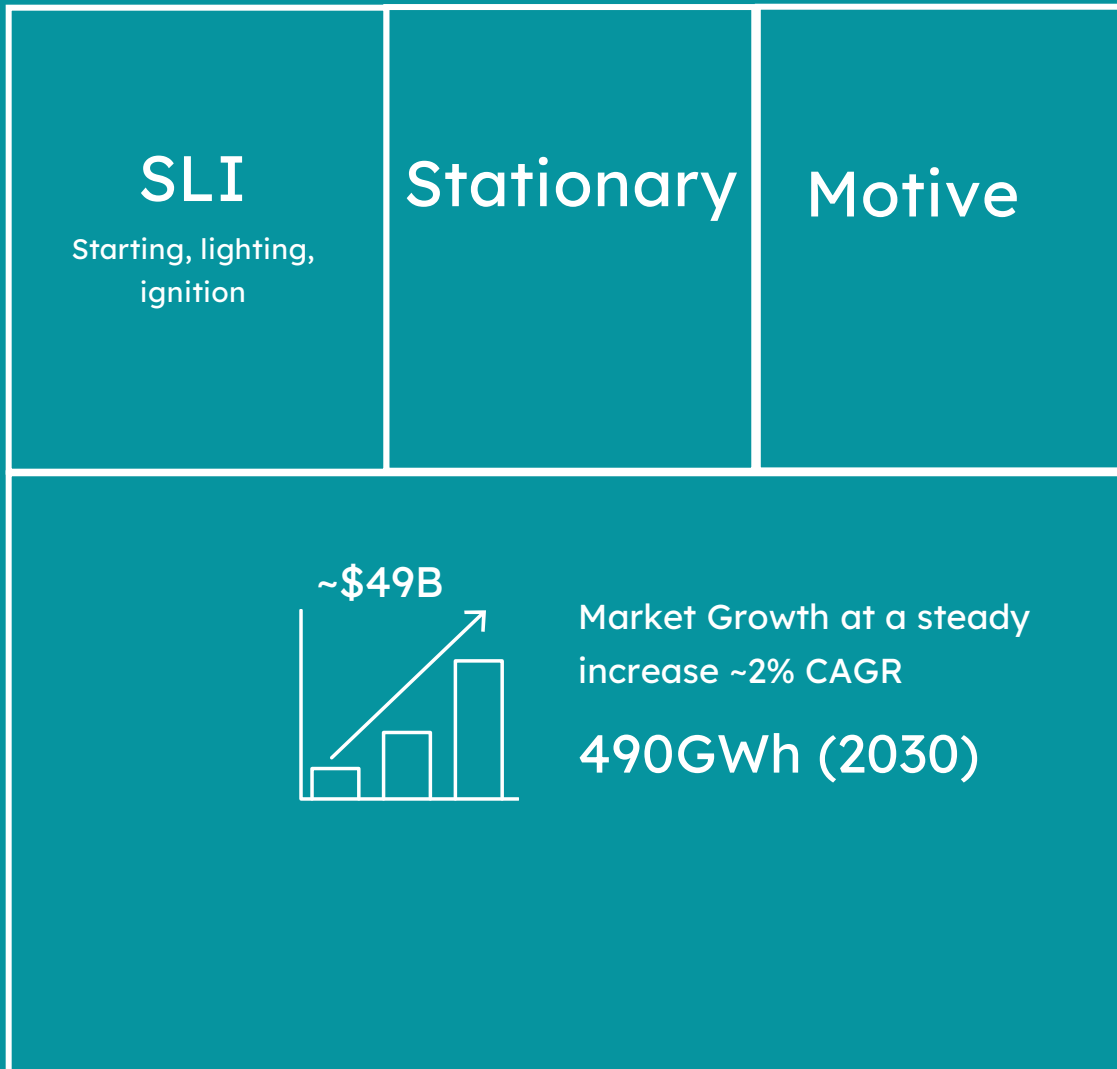 SLI
Starting, lighting,
ignition
Stationary
Motive
~$49B
Market Growth at a steady
increase ~2% CAGR
490GWh (2030)